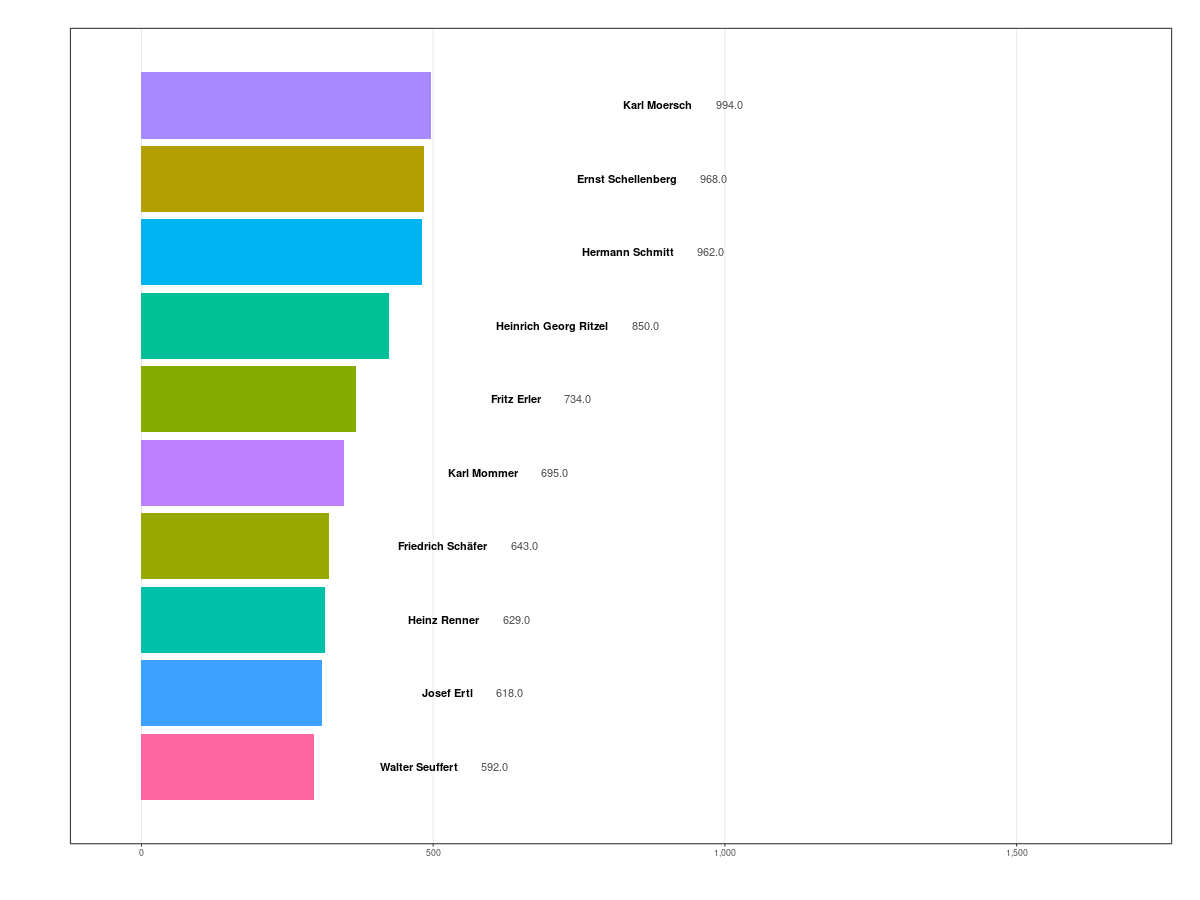 Karl Moersch 994.0
Ernst Schellenberg 968.0
Hermann Schmitt 962.0
Heinrich Georg Ritzel 850.0
Fritz Erler 734.0
Karl Mommer 695.0
Friedrich Schäfer 643.0
Heinz Renner 629.0
Josef Ertl 618.0
Walter Seuffert 592.0
0 500 1,000 1,500